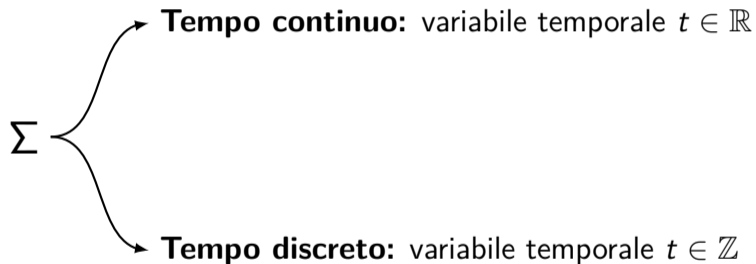 Tempo continuo: variabile temporale t ∈ ℝ
Σ
Tempo discreto: variabile temporale t ∈ ℤ